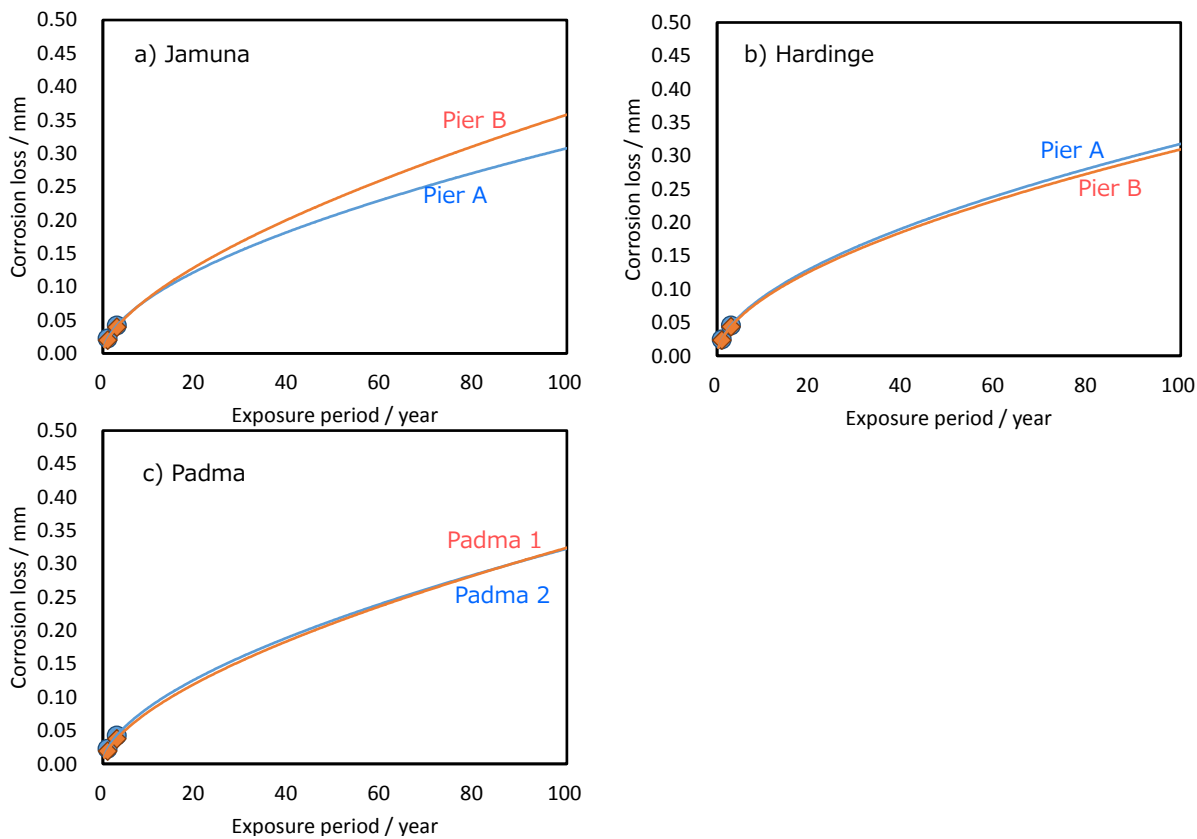 0.50
0.45
0.40
0.35
0.30
0.25
0.20
0.15
0.10
0.05
0.00
Corrosion loss / mm
a) Jamuna
Pier B
Pier A
0 20 40 60 80 100
Exposure period / year
0.50
0.45
0.40
0.35
0.30
0.25
0.20
0.15
0.10
0.05
0.00
Corrosion loss / mm
b) Hardinge
Pier A
Pier B
0 20 40 60 80 100
Exposure period / year
0.50
0.45
0.40
0.35
0.30
0.25
0.20
0.15
0.10
0.05
0.00
Corrosion loss / mm
c) Padma
Padma 1
Padma 2
0 20 40 60 80 100
Exposure period / year